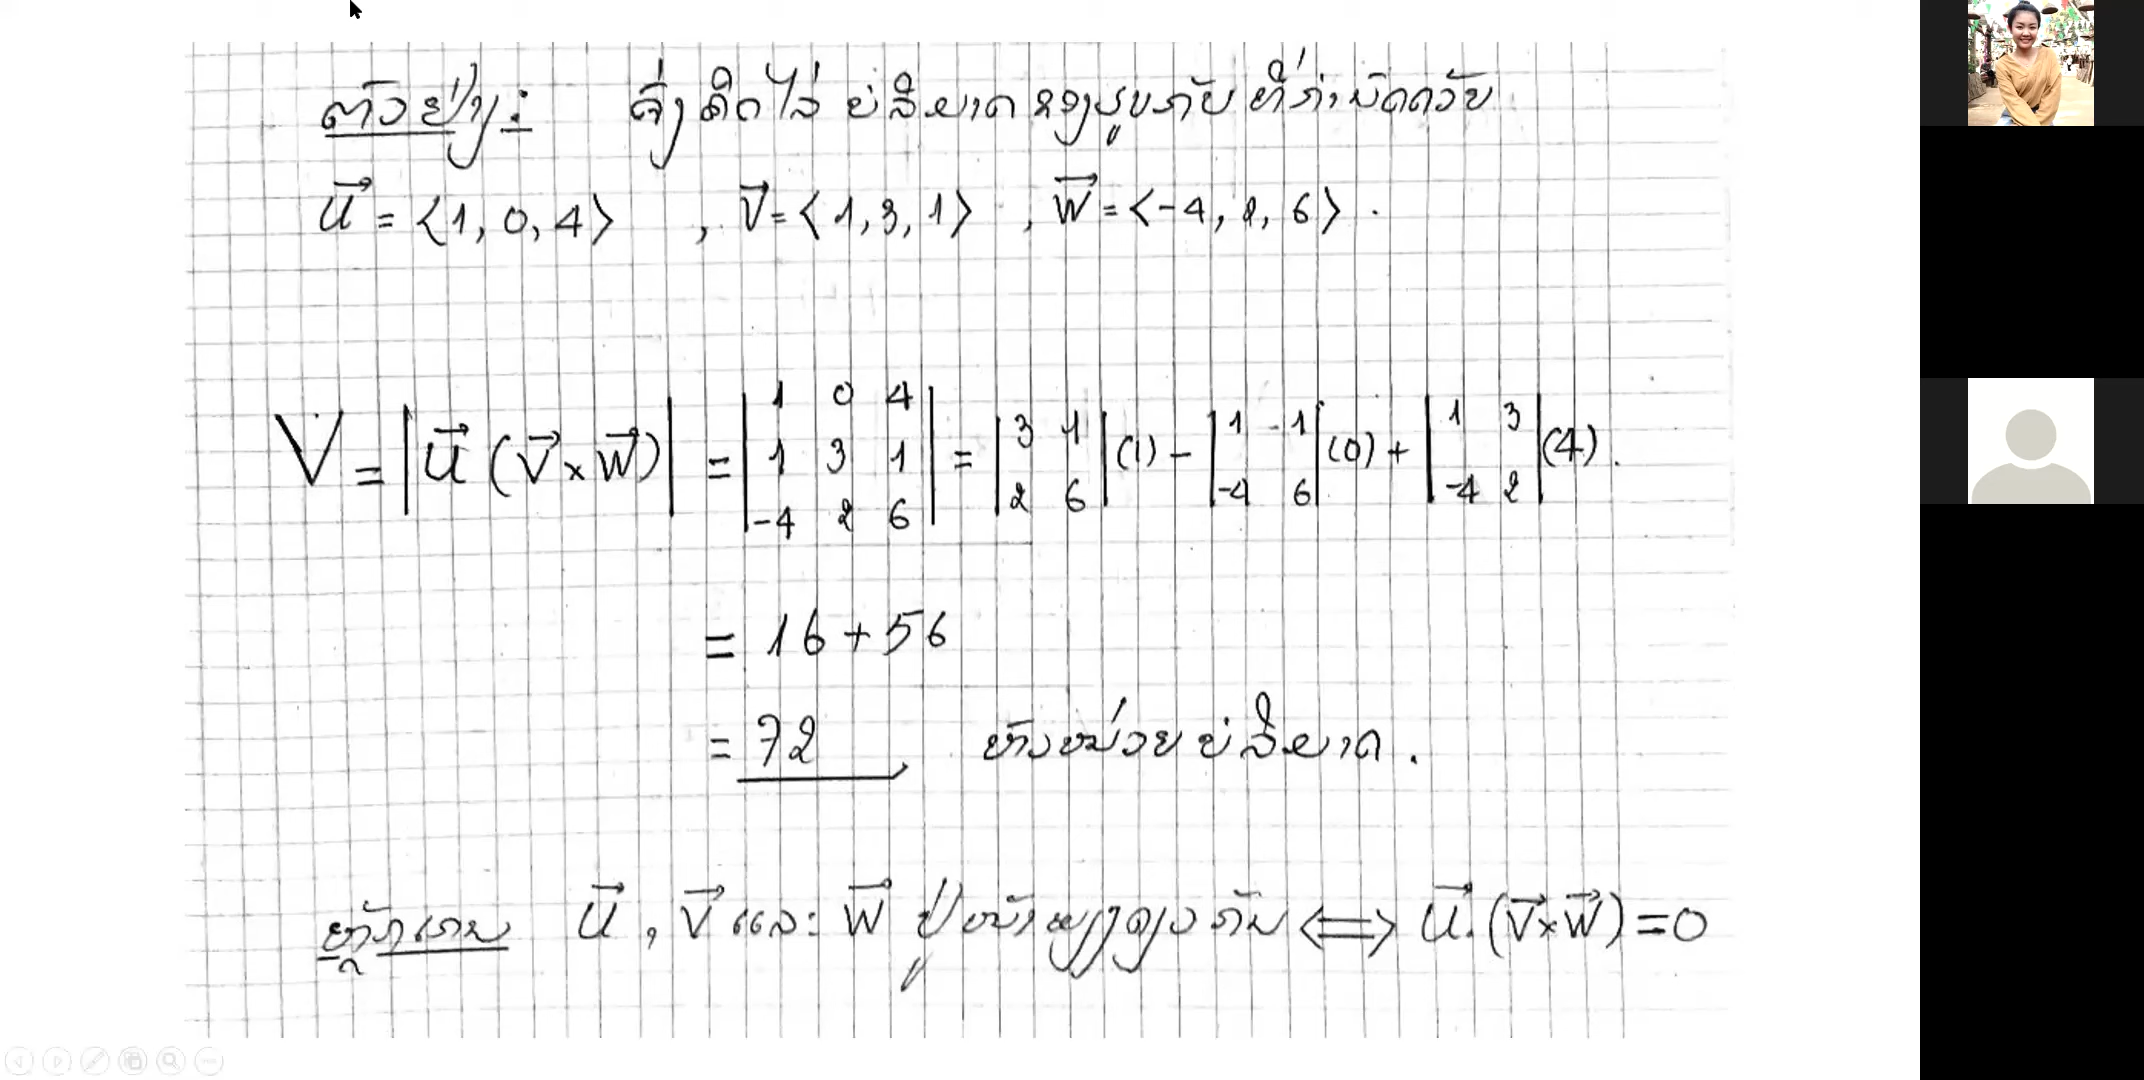 ຕົວຢ່າງ: ຈົ່ງຄິດໄລ່ ບໍລິມາດ ຂອງຮູບກັບ ທີ່ກຳນົດດ້ວຍ
u⃗ = ⟨1, 0, 4⟩ , v⃗ = ⟨1, 3, 1⟩ , w⃗ = ⟨-4, 2, 6⟩ .
V = |u⃗ (v⃗ × w⃗)| = |1 0 4; 1 3 1; -4 2 6| = |3 1; 2 6|(1) - |1 -1; -4 6|(0) + |1 3; -4 2|(4) .
= 16 + 56
= 72 , ຫົວໜ່ວຍ ບໍລິມາດ .
ໝາຍເຫດ u⃗ , v⃗ ແລະ w⃗ ຢູ່ໜ້າພຽງດຽວກັນ ⟺ u⃗ . (v⃗ × w⃗) = 0